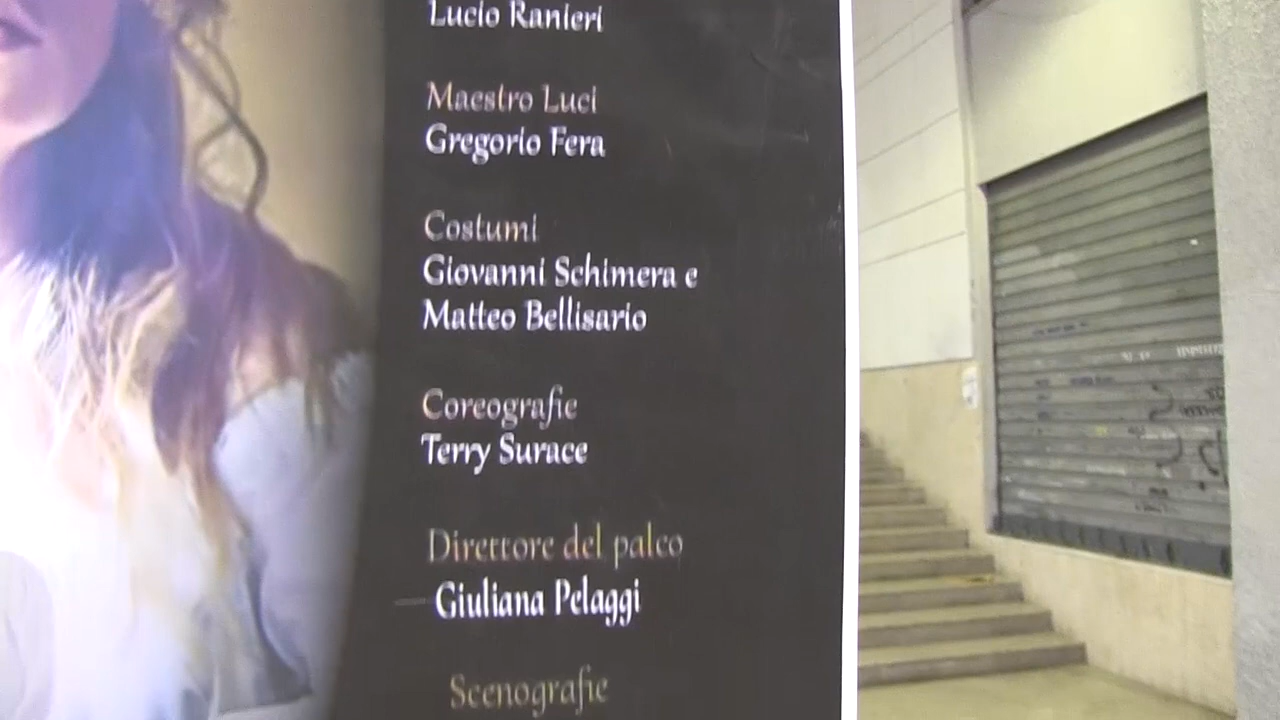 Lucio Ranieri
Maestro Luci
Gregorio Fera
Costumi
Giovanni Schimera e
Matteo Bellisario
Coreografie
Terry Surace
Direttore del palco
Giuliana Pelaggi
Scenografie